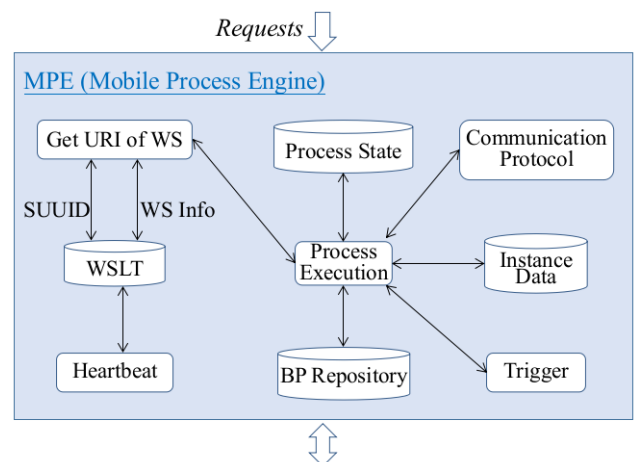 Requests
MPE (Mobile Process Engine)
Get URI of WS
Process State
Communication
Protocol
SUUID
WS Info
WSLT
Process
Execution
Instance
Data
Heartbeat
BP Repository
Trigger